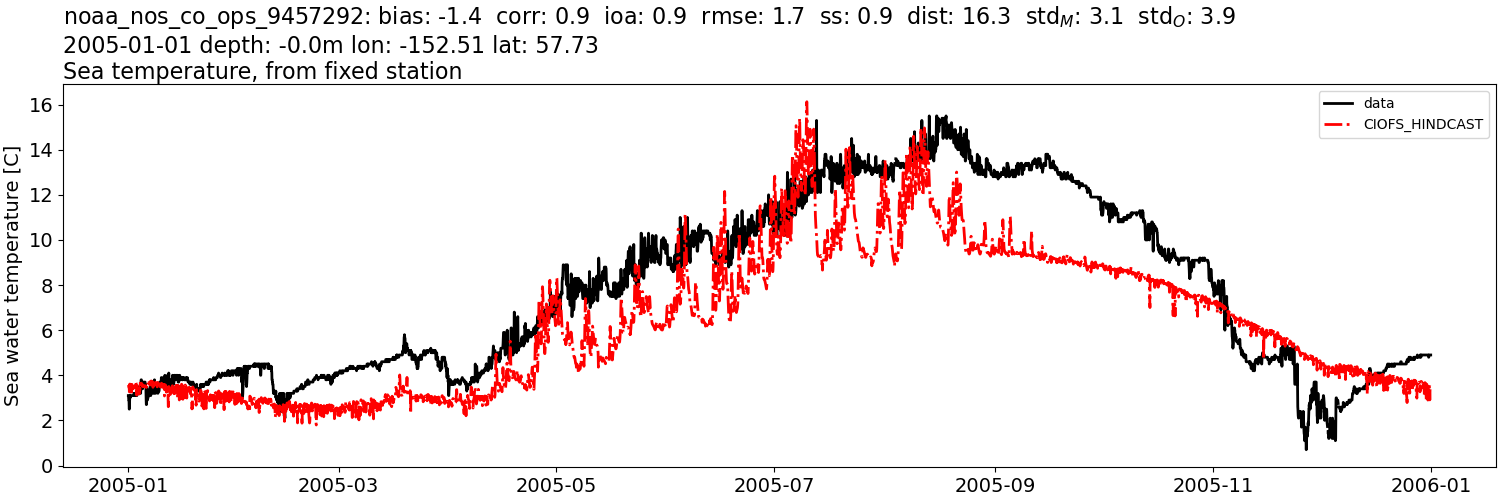 noaa_nos_co_ops_9457292: bias: -1.4 corr: 0.9 ioa: 0.9 rmse: 1.7 ss: 0.9 dist: 16.3 std_M: 3.1 std_O: 3.9
2005-01-01 depth: -0.0m lon: -152.51 lat: 57.73
Sea temperature, from fixed station
data
CIOFS_HINDCAST
Sea water temperature [C]
16
14
12
10
8
6
4
2
0
2005-01 2005-03 2005-05 2005-07 2005-09 2005-11 2006-01